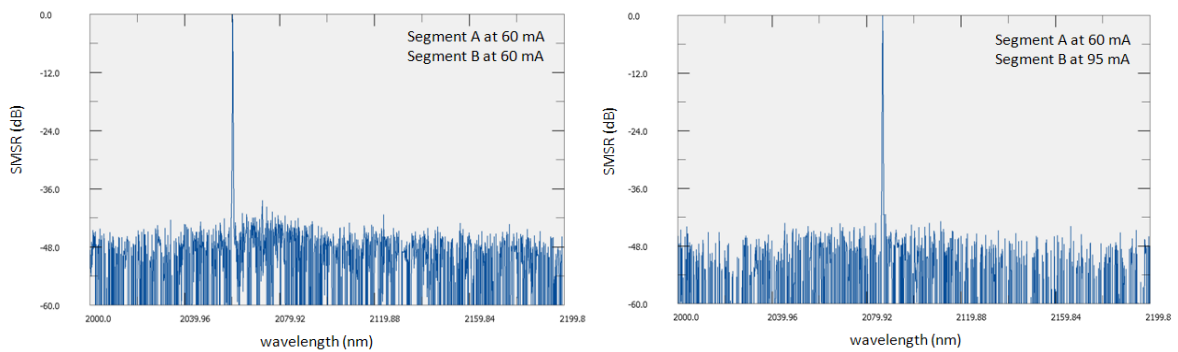 0.0
Segment A at 60 mA
Segment B at 60 mA
-12.0
-24.0
SMSR (dB)
-36.0
-48.0
-60.0
2000.0 2039.96 2079.92 2119.88 2159.84 2199.8
wavelength (nm)
0.0
Segment A at 60 mA
Segment B at 95 mA
-12.0
-24.0
SMSR (dB)
-36.0
-48.0
-60.0
2000.0 2039.96 2079.92 2119.88 2159.84 2199.8
wavelength (nm)